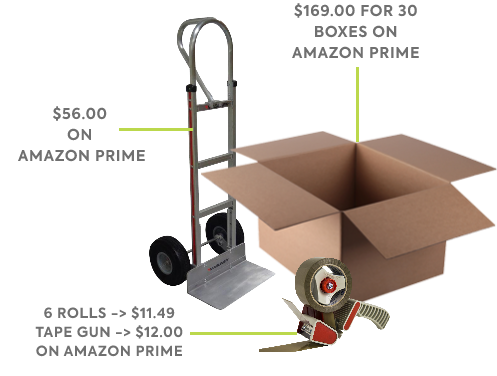 $169.00 FOR 30
BOXES ON
AMAZON PRIME
$56.00
ON
AMAZON PRIME
6 ROLLS -> $11.49
TAPE GUN -> $12.00
ON AMAZON PRIME